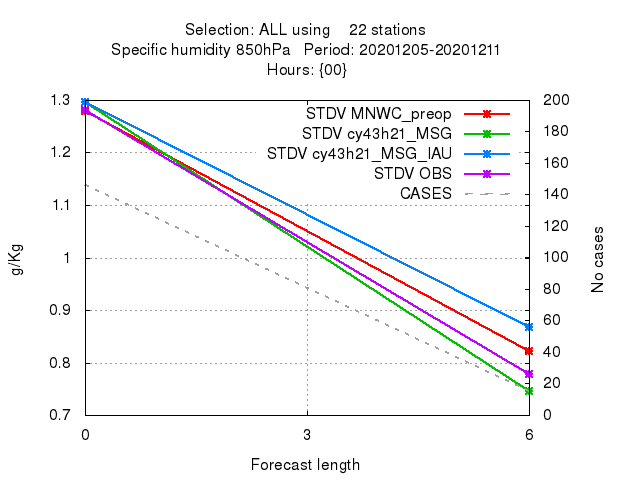 Selection: ALL using    22 stations
Specific humidity 850hPa   Period: 20201205-20201211
Hours: {00}
STDV MNWC_preop
STDV cy43h21_MSG
STDV cy43h21_MSG_IAU
STDV OBS
CASES
1.3
1.2
1.1
1
0.9
0.8
0.7
g/Kg
200
180
160
140
120
100
80
60
40
20
0
No cases
0
3
6
Forecast length